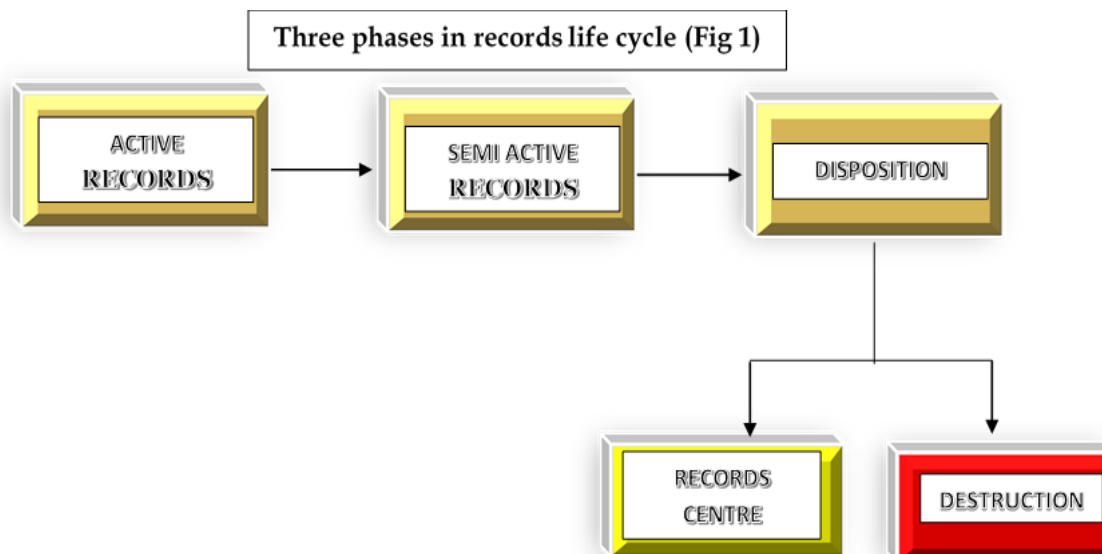 Three phases in records life cycle (Fig 1)
ACTIVE
RECORDS
SEMI ACTIVE
RECORDS
DISPOSITION
RECORDS
CENTRE
DESTRUCTION